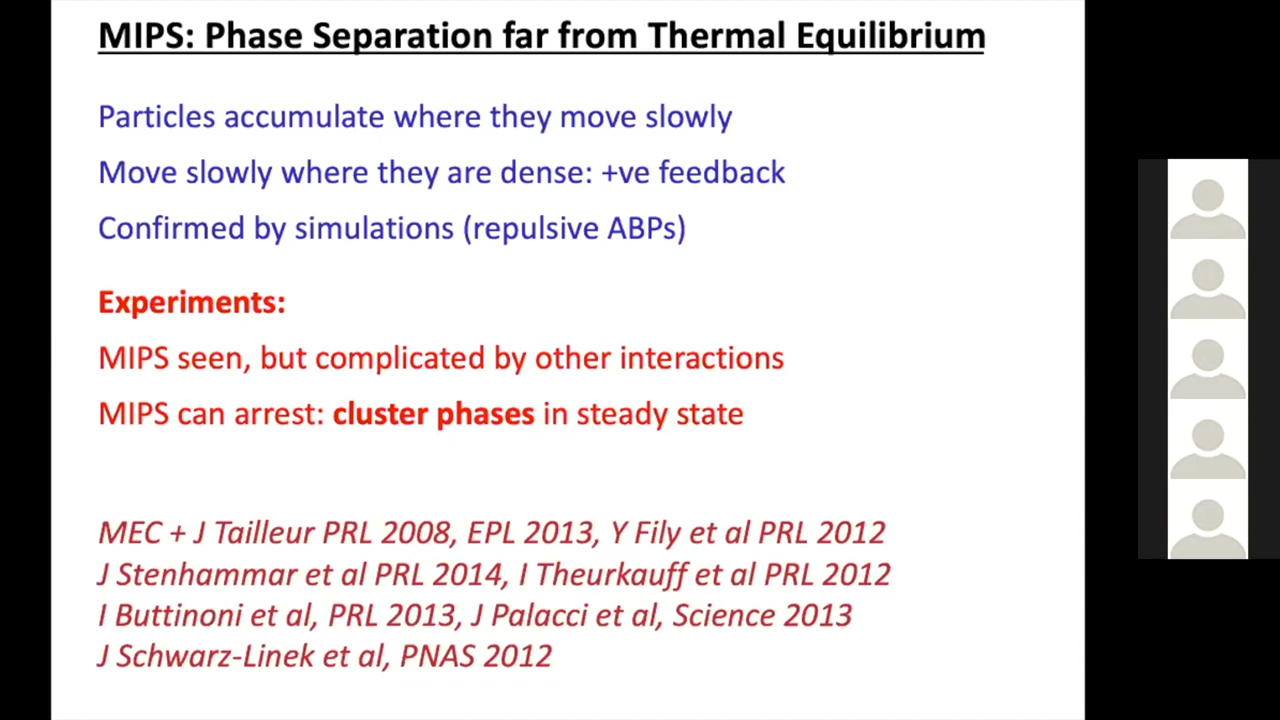 MIPS: Phase Separation far from Thermal Equilibrium
Particles accumulate where they move slowly
Move slowly where they are dense: +ve feedback
Confirmed by simulations (repulsive ABPs)
Experiments:
MIPS seen, but complicated by other interactions
MIPS can arrest: cluster phases in steady state
MEC + J Tailleur PRL 2008, EPL 2013, Y Fily et al PRL 2012
J Stenhammar et al PRL 2014, I Theurkauff et al PRL 2012
I Buttinoni et al, PRL 2013, J Palacci et al, Science 2013
J Schwarz-Linek et al, PNAS 2012